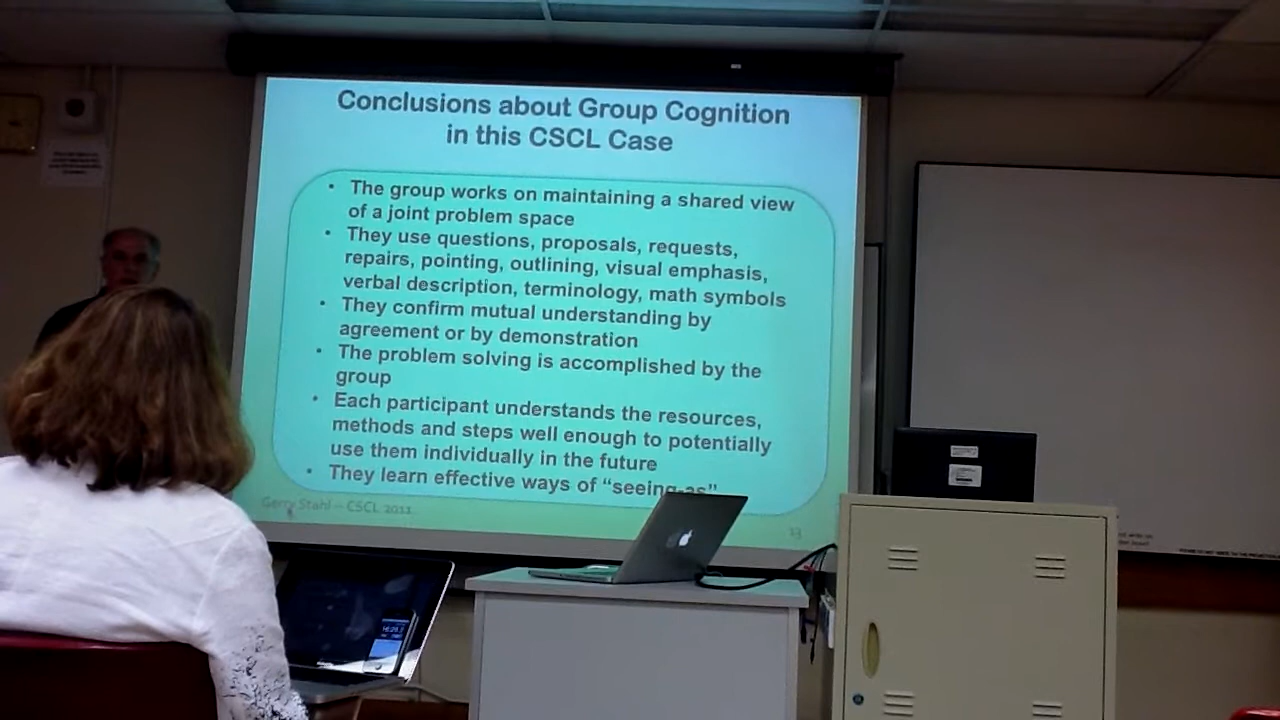 Conclusions about Group Cognition
in this CSCL Case
• The group works on maintaining a shared view
of a joint problem space
• They use questions, proposals, requests,
repairs, pointing, outlining, visual emphasis,
verbal description, terminology, math symbols
• They confirm mutual understanding by
agreement or by demonstration
• The problem solving is accomplished by the
group
• Each participant understands the resources,
methods and steps well enough to potentially
use them individually in the future
• They learn effective ways of “seeing-as”
Gerry Stahl – CSCL 2011
13